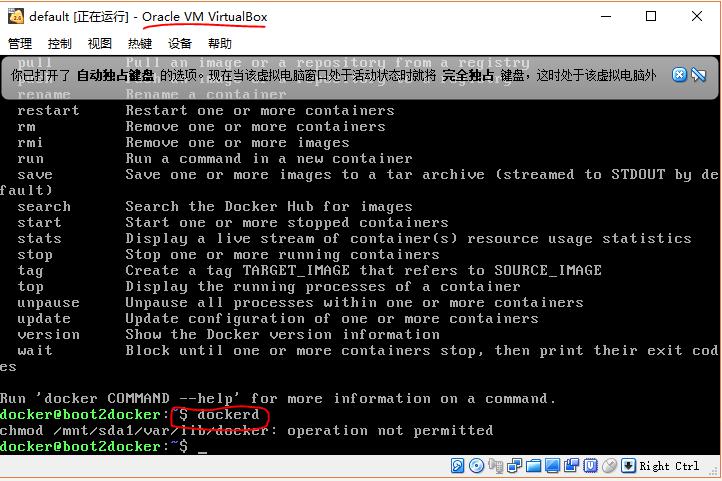 default [正在运行] - Oracle VM VirtualBox
管理 控制 视图 热键 设备 帮助
pull Pull an image or a repository from a registry
你已打开了 自动独占键盘 的选项。现在当该虚拟电脑窗口处于活动状态时就将 完全独占 键盘，这时处于该虚拟电脑外
rename Rename a container
restart Restart one or more containers
rm Remove one or more containers
rmi Remove one or more images
run Run a command in a new container
save Save one or more images to a tar archive (streamed to STDOUT by de
fault)
search Search the Docker Hub for images
start Start one or more stopped containers
stats Display a live stream of container(s) resource usage statistics
stop Stop one or more running containers
tag Create a tag TARGET_IMAGE that refers to SOURCE_IMAGE
top Display the running processes of a container
unpause Unpause all processes within one or more containers
update Update configuration of one or more containers
version Show the Docker version information
wait Block until one or more containers stop, then print their exit cod
es
Run 'docker COMMAND --help' for more information on a command.
docker@boot2docker:~$ dockerd
chmod /mnt/sda1/var/lib/docker: operation not permitted
docker@boot2docker:~$ _
Right Ctrl